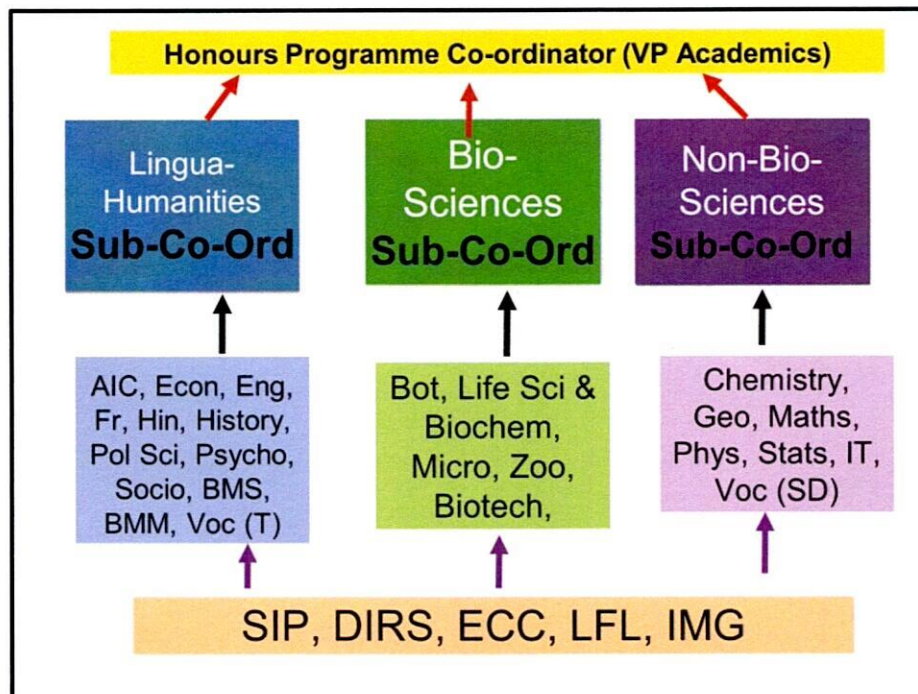 Honours Programme Co-ordinator (VP Academics)
Lingua-
Humanities
Sub-Co-Ord
Bio-
Sciences
Sub-Co-Ord
Non-Bio-
Sciences
Sub-Co-Ord
AIC, Econ, Eng,
Fr, Hin, History,
Pol Sci, Psycho,
Socio, BMS,
BMM, Voc (T)
Bot, Life Sci &
Biochem,
Micro, Zoo,
Biotech,
Chemistry,
Geo, Maths,
Phys, Stats, IT,
Voc (SD)
SIP, DIRS, ECC, LFL, IMG